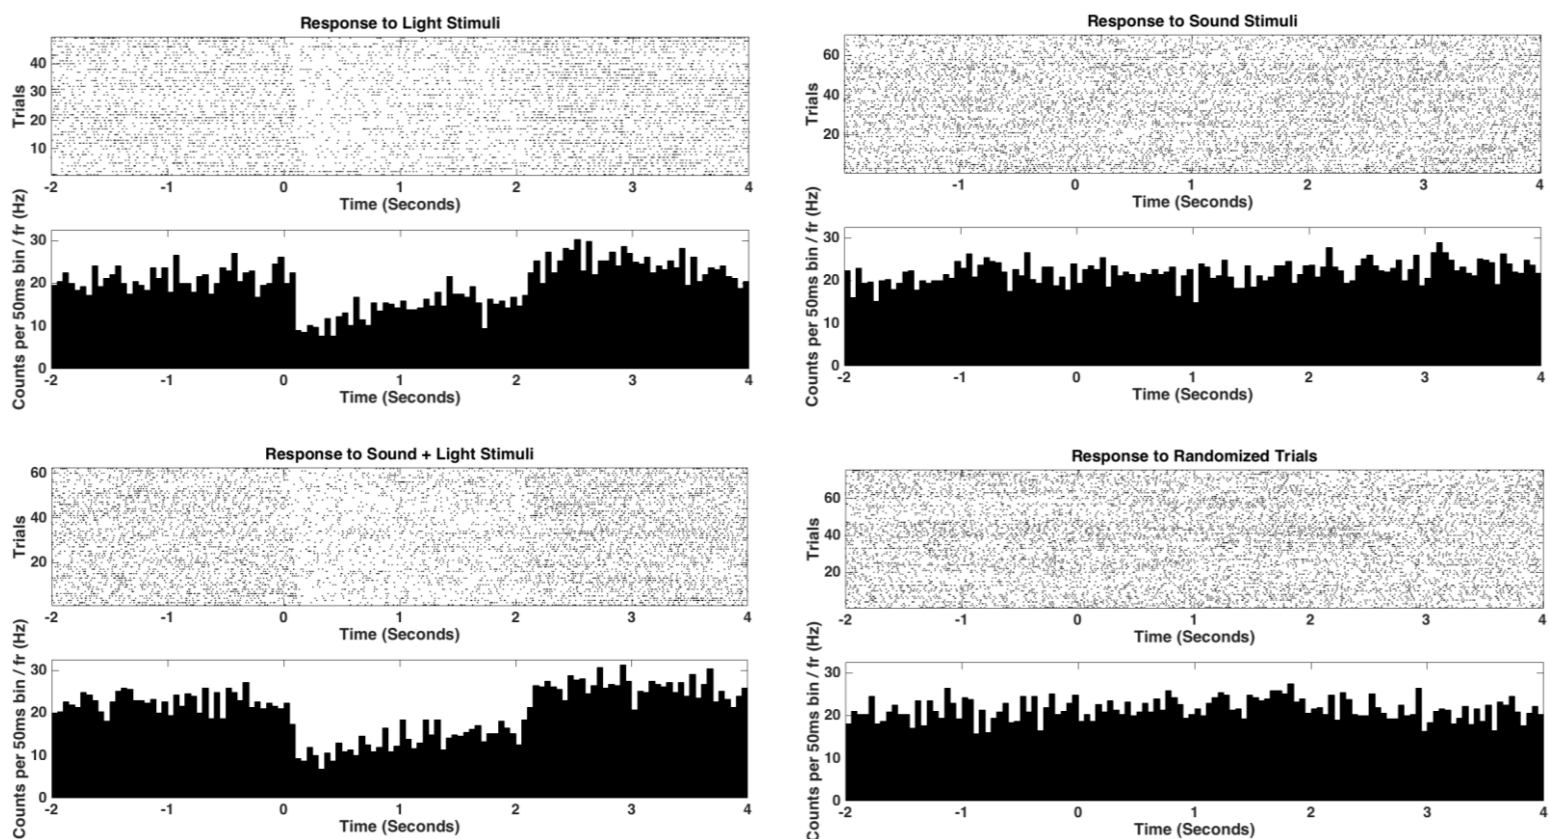 Response to Light Stimuli
Trials
40
30
20
10
-2 -1 0 1 2 3 4
Time (Seconds)
Counts per 50ms bin / fr (Hz)
30
20
10
0
-2 -1 0 1 2 3 4
Time (Seconds)
Response to Sound Stimuli
Trials
60
40
20
-1 0 1 2 3 4
Time (Seconds)
Counts per 50ms bin / fr (Hz)
30
20
10
0
-2 -1 0 1 2 3 4
Time (Seconds)
Response to Sound + Light Stimuli
Trials
60
40
20
-2 -1 0 1 2 3 4
Time (Seconds)
Counts per 50ms bin / fr (Hz)
30
20
10
0
-2 -1 0 1 2 3 4
Time (Seconds)
Response to Randomized Trials
Trials
60
40
20
-2 -1 0 1 2 3 4
Time (Seconds)
Counts per 50ms bin / fr (Hz)
30
20
10
0
-2 -1 0 1 2 3 4
Time (Seconds)